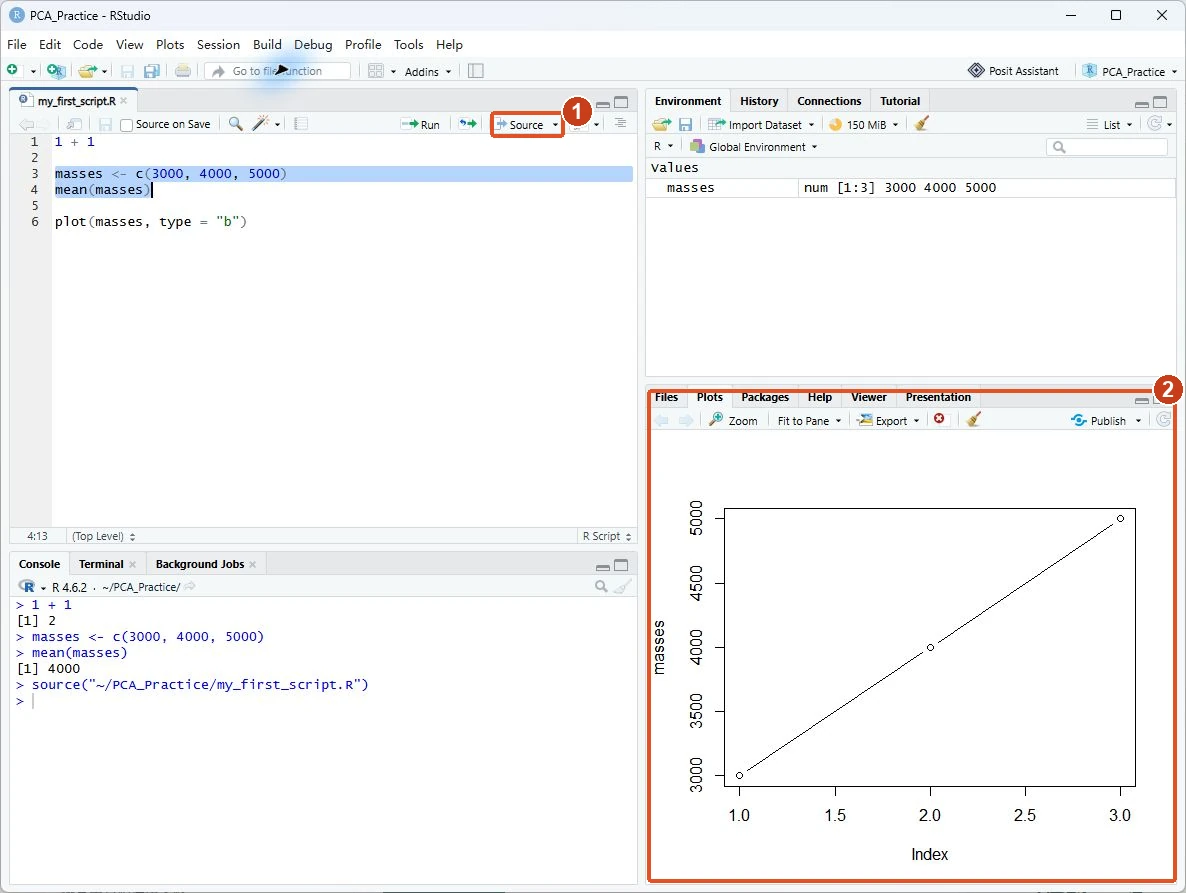 PCA_Practice - RStudio
File Edit Code View Plots Session Build Debug Profile Tools Help
Go to file/function Addins Posit Assistant PCA_Practice
my_first_script.R
Source on Save Run Source 1
1 1 + 1
2
3 masses <- c(3000, 4000, 5000)
4 mean(masses)
5
6 plot(masses, type = "b")
4:13 (Top Level) R Script
Console Terminal Background Jobs
R 4.6.2 · ~/PCA_Practice/
> 1 + 1
[1] 2
> masses <- c(3000, 4000, 5000)
> mean(masses)
[1] 4000
> source("~/PCA_Practice/my_first_script.R")
>
Environment History Connections Tutorial
Import Dataset 150 MiB List
R Global Environment
Values
masses num [1:3] 3000 4000 5000
2
Files Plots Packages Help Viewer Presentation
Zoom Fit to Pane Export Publish
masses
5000
4500
4000
3500
3000
1.0 1.5 2.0 2.5 3.0
Index